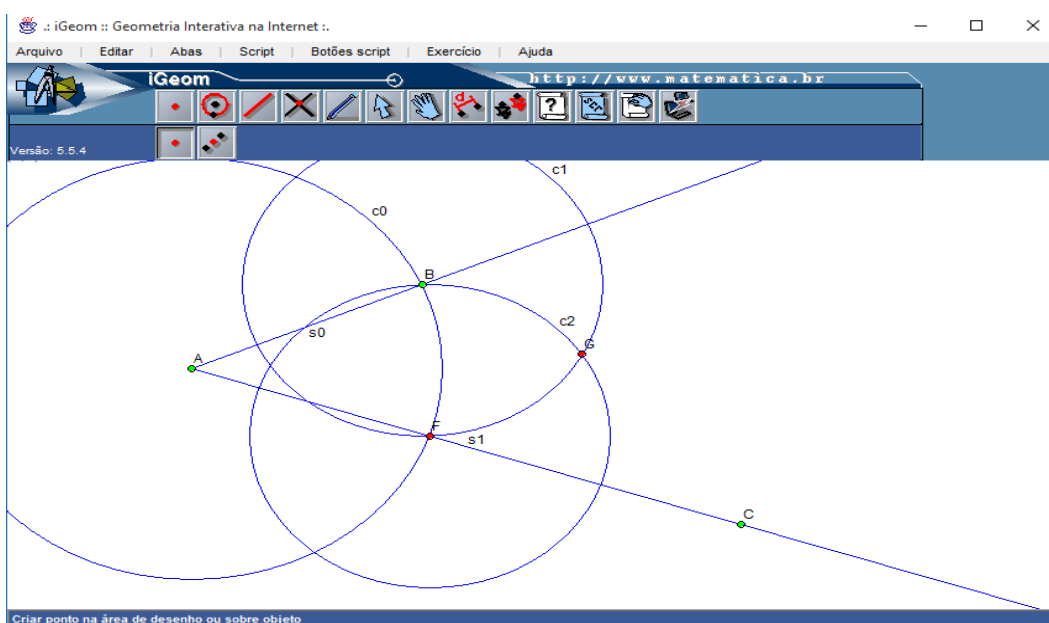 .: iGeom :: Geometria Interativa na Internet :.
Arquivo | Editar | Abas | Script | Botões script | Exercício | Ajuda
iGeom http://www.matematica.br
d?
?
Versão: 5.5.4
c1
c0
B
c2
s0
G
A
F
s1
C
Criar ponto na área de desenho ou sobre objeto